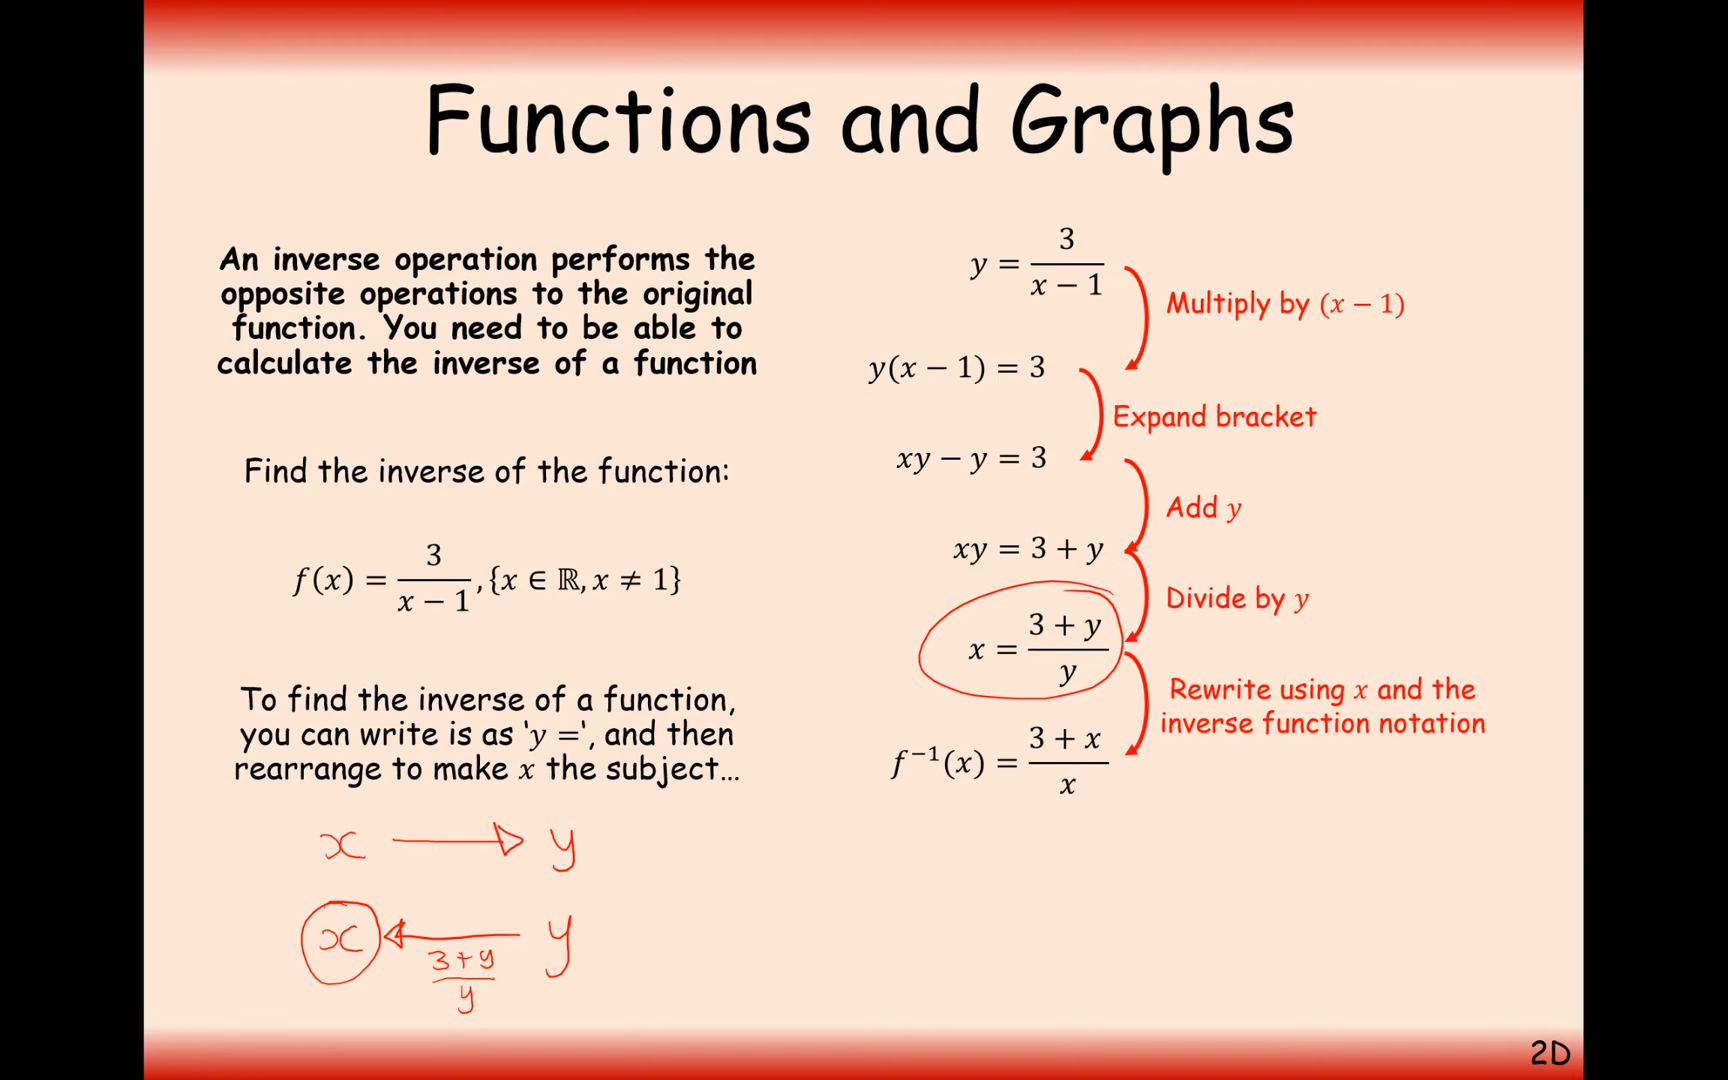 Functions and Graphs
An inverse operation performs the
opposite operations to the original
function. You need to be able to
calculate the inverse of a function
Find the inverse of the function:
f(x) = 3/(x − 1), {x ∈ ℝ, x ≠ 1}
To find the inverse of a function,
you can write is as ‘y =‘, and then
rearrange to make x the subject…
x → y
x ← y
3+y/y
y = 3/(x − 1)
Multiply by (x − 1)
y(x − 1) = 3
Expand bracket
xy − y = 3
Add y
xy = 3 + y
Divide by y
x = (3 + y)/y
Rewrite using x and the
inverse function notation
f⁻¹(x) = (3 + x)/x
2D